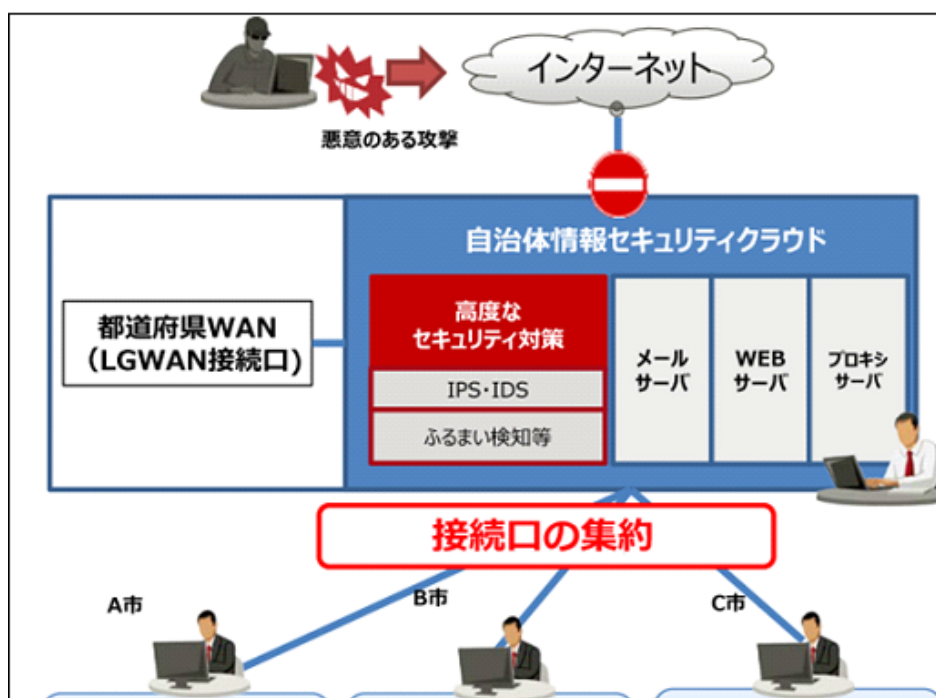 インターネット
悪意のある攻撃
自治体情報セキュリティクラウド
都道府県WAN
（LGWAN接続口）
高度な
セキュリティ対策
IPS・IDS
ふるまい検知等
メール
サーバ
WEB
サーバ
プロキシ
サーバ
接続口の集約
A市
B市
C市